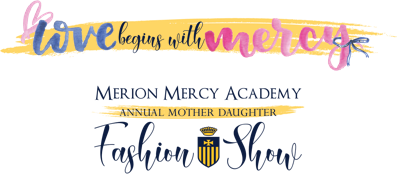 love begins with mercy
MERION MERCY ACADEMY
ANNUAL MOTHER DAUGHTER
Fashion Show